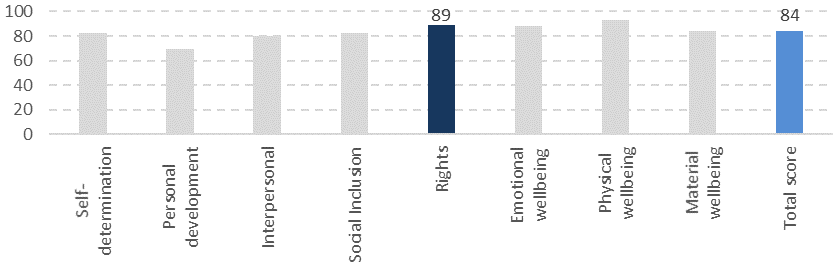 100
80
60
40
20
0
89
84
Self-
determination
Personal
development
Interpersonal
Social Inclusion
Rights
Emotional
wellbeing
Physical
wellbeing
Material
wellbeing
Total score